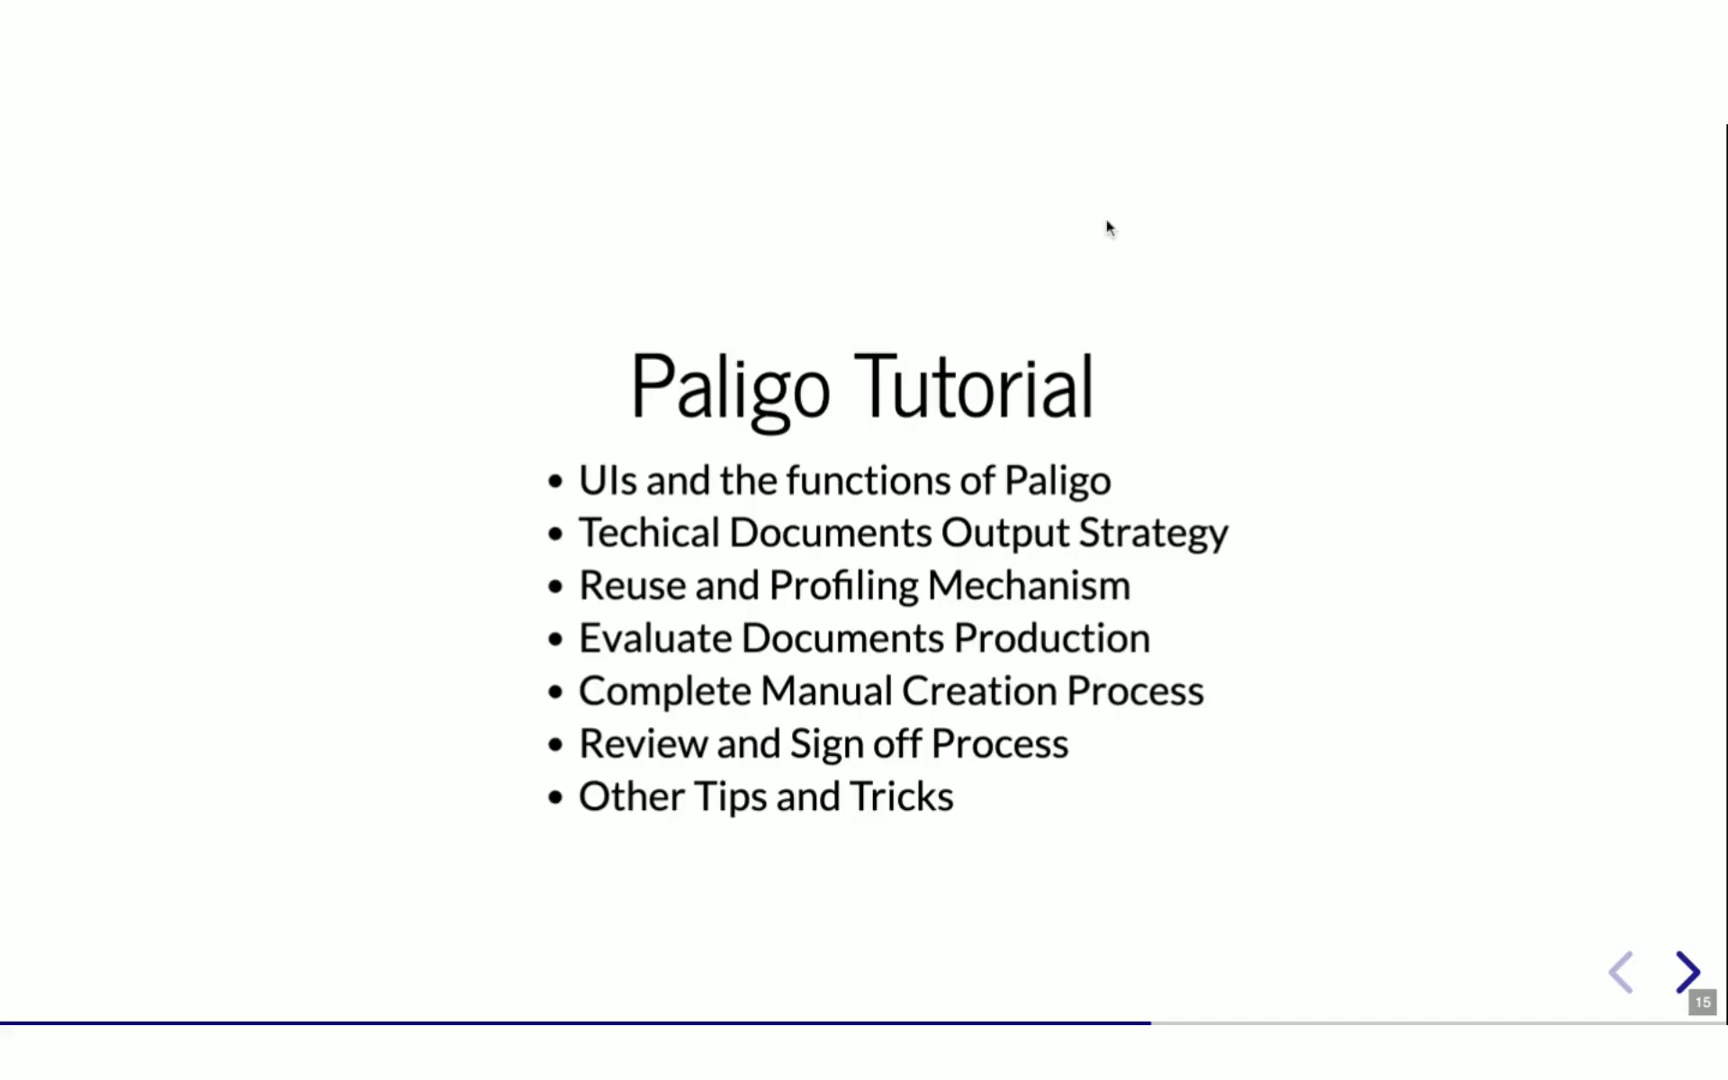 Paligo Tutorial
• UIs and the functions of Paligo
• Techical Documents Output Strategy
• Reuse and Profiling Mechanism
• Evaluate Documents Production
• Complete Manual Creation Process
• Review and Sign off Process
• Other Tips and Tricks
15